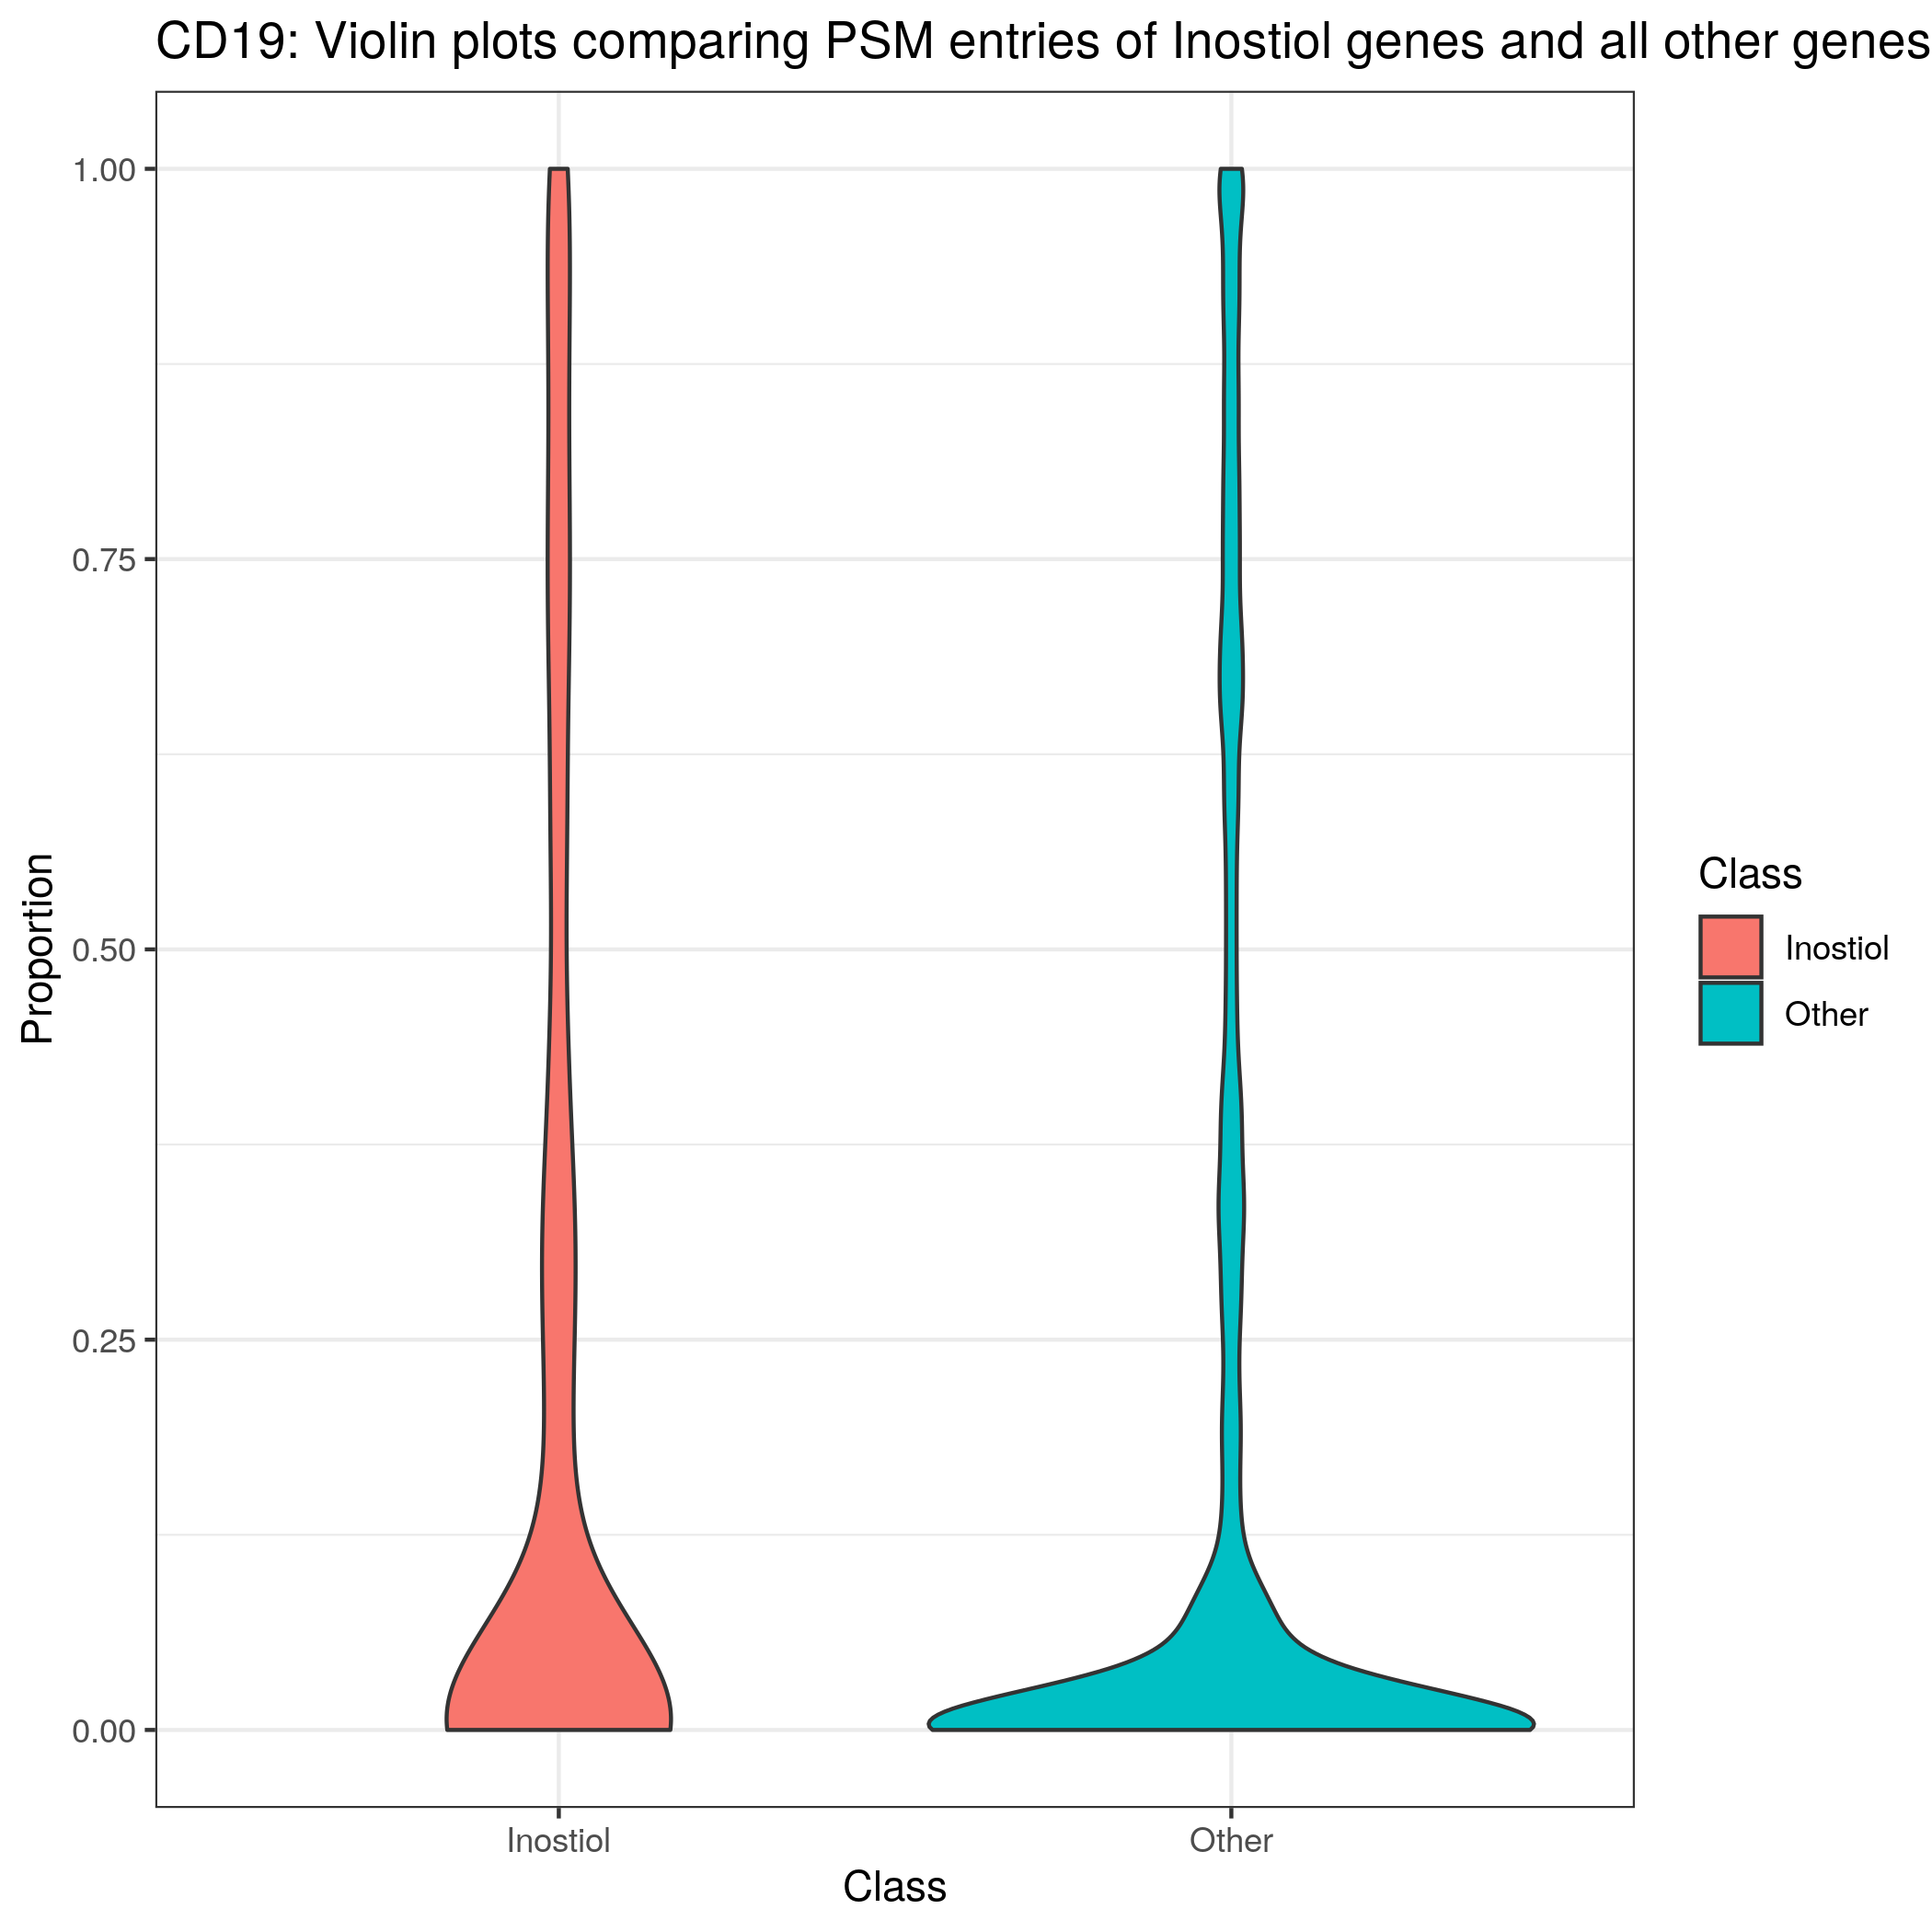 CD19: Violin plots comparing PSM entries of Inostiol genes and all other genes
1.00
0.75
0.50
0.25
0.00
Proportion
Inostiol
Other
Class
Class
Inostiol
Other